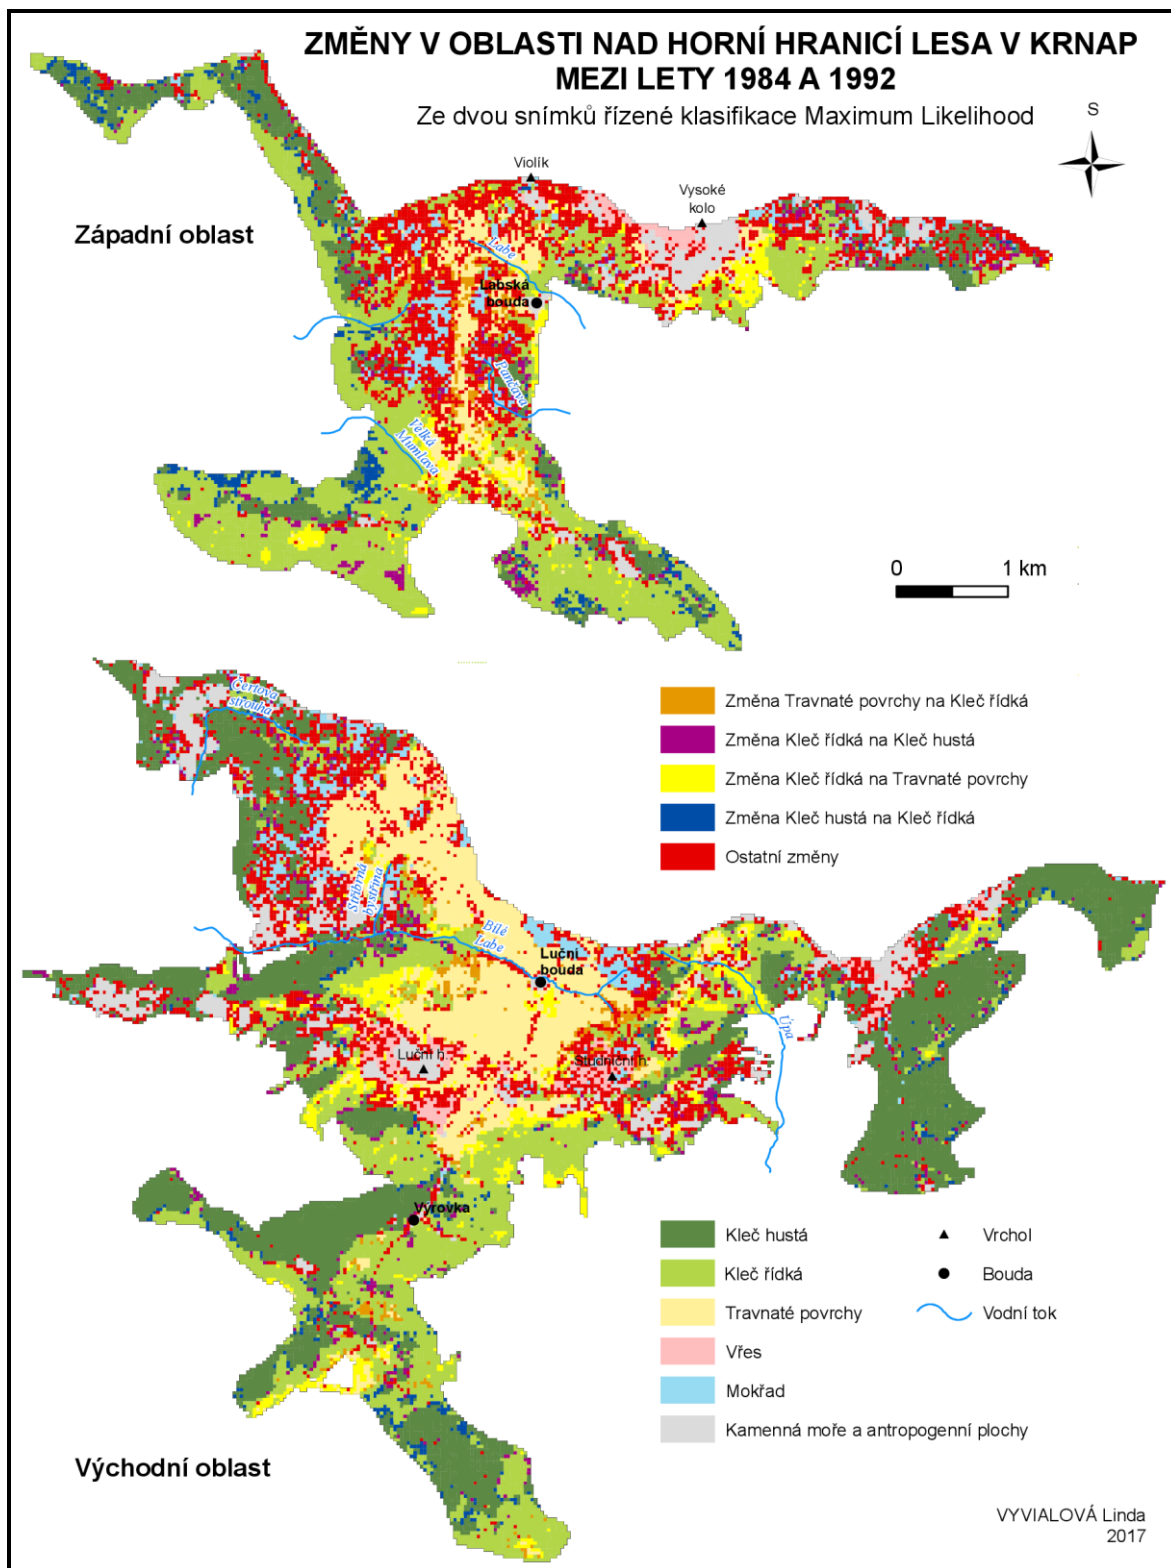 ZMĚNY V OBLASTI NAD HORNÍ HRANICÍ LESA V KRNAP
MEZI LETY 1984 A 1992
Ze dvou snímků řízené klasifikace Maximum Likelihood
S
Violík
Vysoké
kolo
Západní oblast
Labe
Labská
bouda
Pančava
Velká
Mumlava
0 1 km
Čertova
strouha
Změna Travnaté povrchy na Kleč řídká
Změna Kleč řídká na Kleč hustá
Změna Kleč řídká na Travnaté povrchy
Změna Kleč hustá na Kleč řídká
Ostatní změny
Stříbrná
bystřina
Bílé
Labe
Luční
bouda
Úpa
Luční h.
Studniční h.
Výrovka
Kleč hustá
Kleč řídká
Travnaté povrchy
Vřes
Mokřad
Kamenná moře a antropogenní plochy
Vrchol
Bouda
Vodní tok
Východní oblast
VYVIALOVÁ Linda
2017